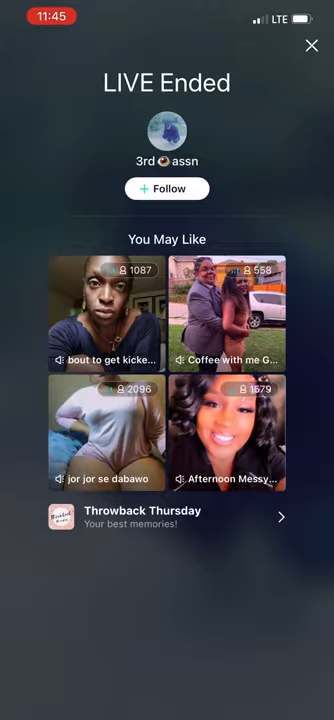 11:45
LTE
LIVE Ended
3rd👁️assn
+ Follow
You May Like
1087
558
bout to get kicke...
Coffee with me G...
2096
1579
jor jor se dabawo
Afternoon Messy...
Throwback Thursday
Your best memories!